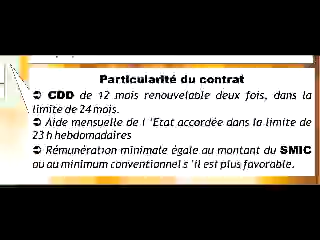 Particularité du contrat
➲ CDD de 12 mois renouvelable deux fois, dans la
limite de 24 mois.
➲ Aide mensuelle de l 'Etat accordée dans la limite de
23 h hebdomadaires
➲ Rémunération minimale égale au montant du SMIC
ou au minimum conventionnel s 'il est plus favorable.